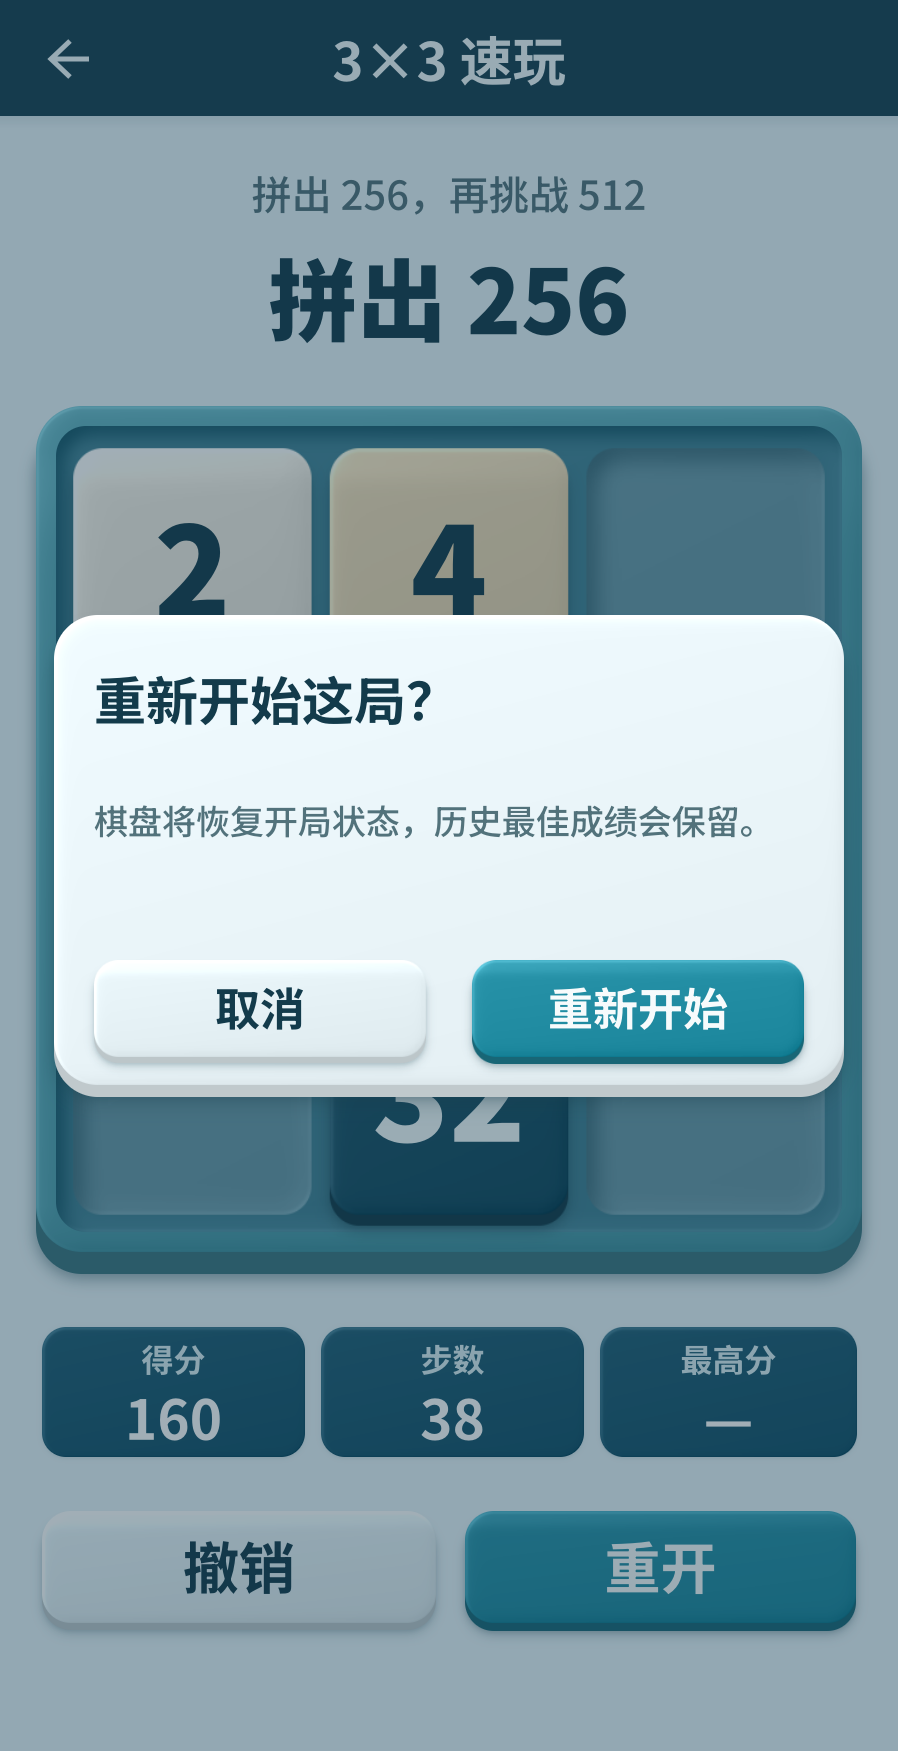 3×3 速玩
拼出 256，再挑战 512
拼出 256
2
4
重新开始这局？
棋盘将恢复开局状态，历史最佳成绩会保留。
取消
重新开始
32
得分
步数
最高分
160
38
—
撤销
重开